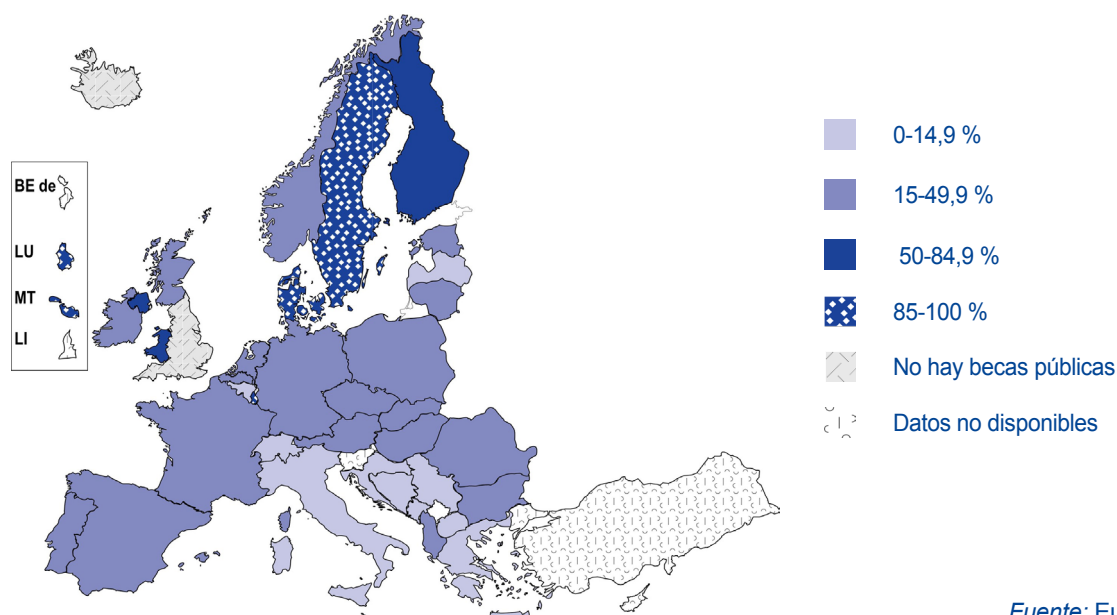 BE de
LU
MT
LI
0-14,9 %
15-49,9 %
50-84,9 %
85-100 %
No hay becas públicas
Datos no disponibles
Fuente: Eu